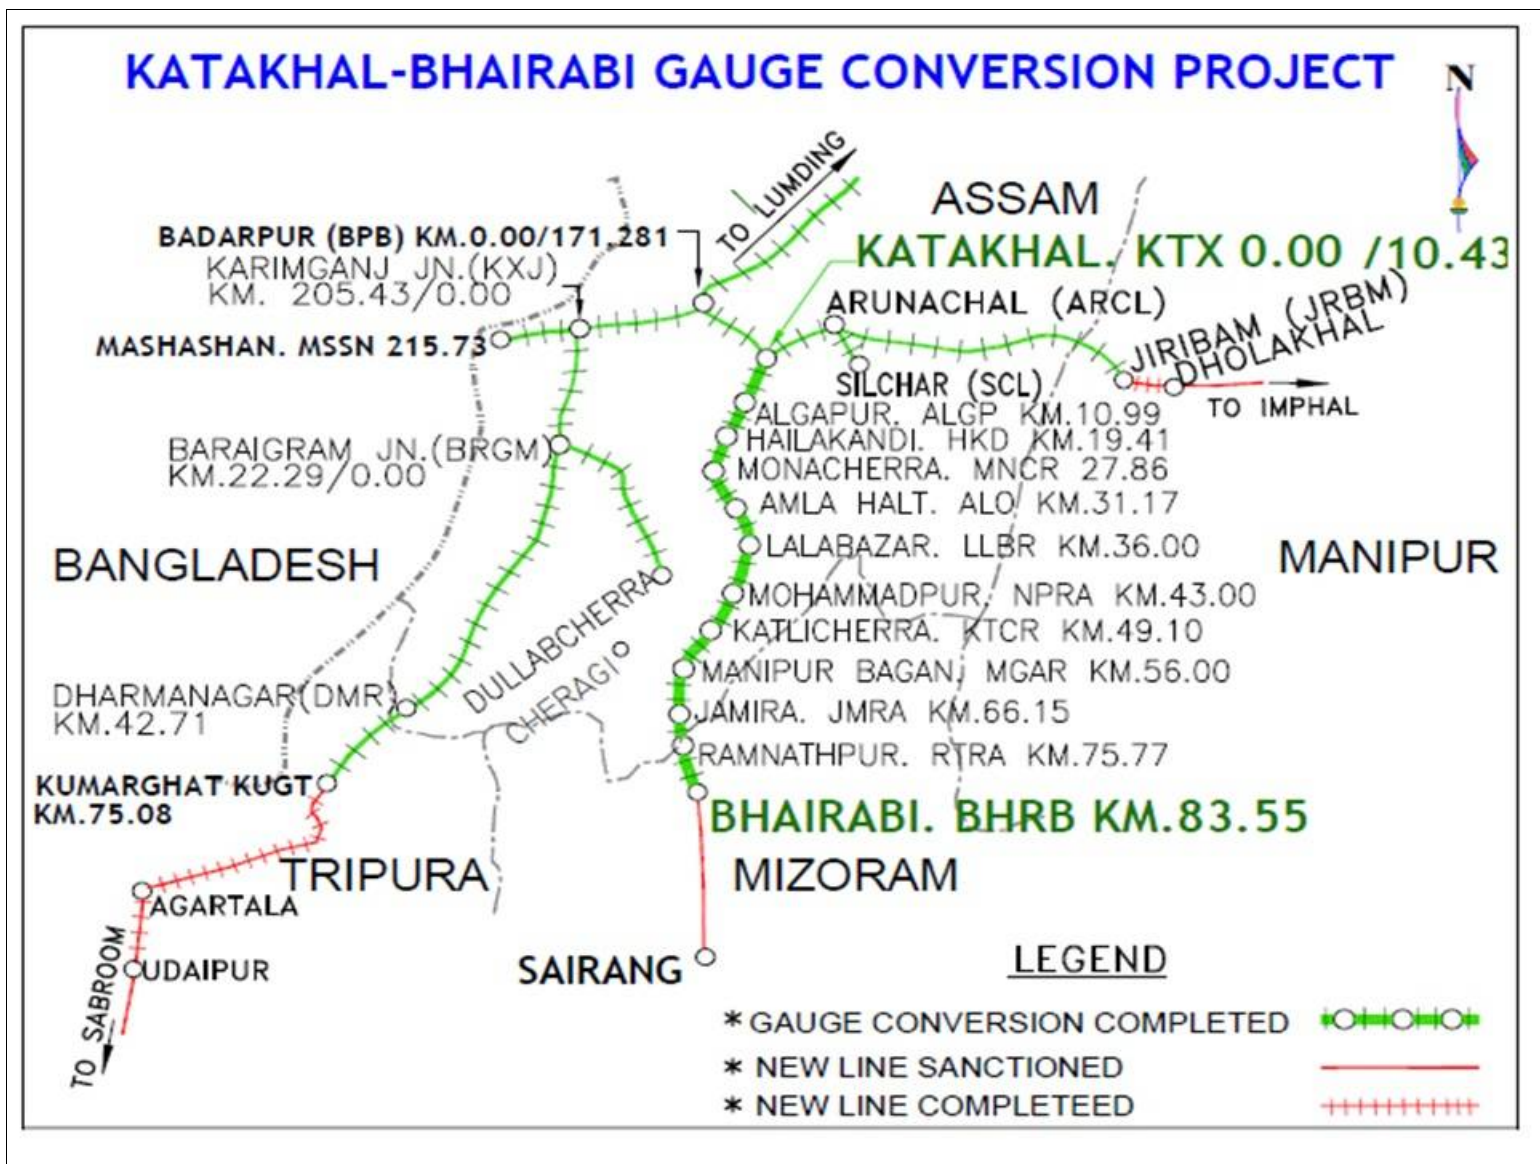 KATAKHAL-BHAIRABI GAUGE CONVERSION PROJECT
N
TO LUMDING
ASSAM
BADARPUR (BPB) KM.0.00/171.281
KATAKHAL. KTX 0.00 /10.43
KARIMGANJ JN.(KXJ)
KM. 205.43/0.00
ARUNACHAL (ARCL)
JIRIBAM (JRBM)
DHOLAKHAL
MASHASHAN. MSSN 215.73
SILCHAR (SCL)
TO IMPHAL
ALGAPUR. ALGP KM.10.99
HAILAKANDI. HKD KM.19.41
BARAIGRAM JN.(BRGM)
KM.22.29/0.00
MONACHERRA. MNCR 27.86
AMLA HALT. ALO KM.31.17
LALABAZAR. LLBR KM.36.00
BANGLADESH
MANIPUR
MOHAMMADPUR. NPRA KM.43.00
DULLABCHERRA
KATLICHERRA. KTCR KM.49.10
CHERAGI
MANIPUR BAGAN. MGAR KM.56.00
DHARMANAGAR(DMR)
KM.42.71
JAMIRA. JMRA KM.66.15
RAMNATHPUR. RTRA KM.75.77
KUMARGHAT KUGT
KM.75.08
BHAIRABI. BHRB KM.83.55
TRIPURA
MIZORAM
AGARTALA
UDAIPUR
TO SABROOM
SAIRANG
LEGEND
* GAUGE CONVERSION COMPLETED
* NEW LINE SANCTIONED
* NEW LINE COMPLETEED